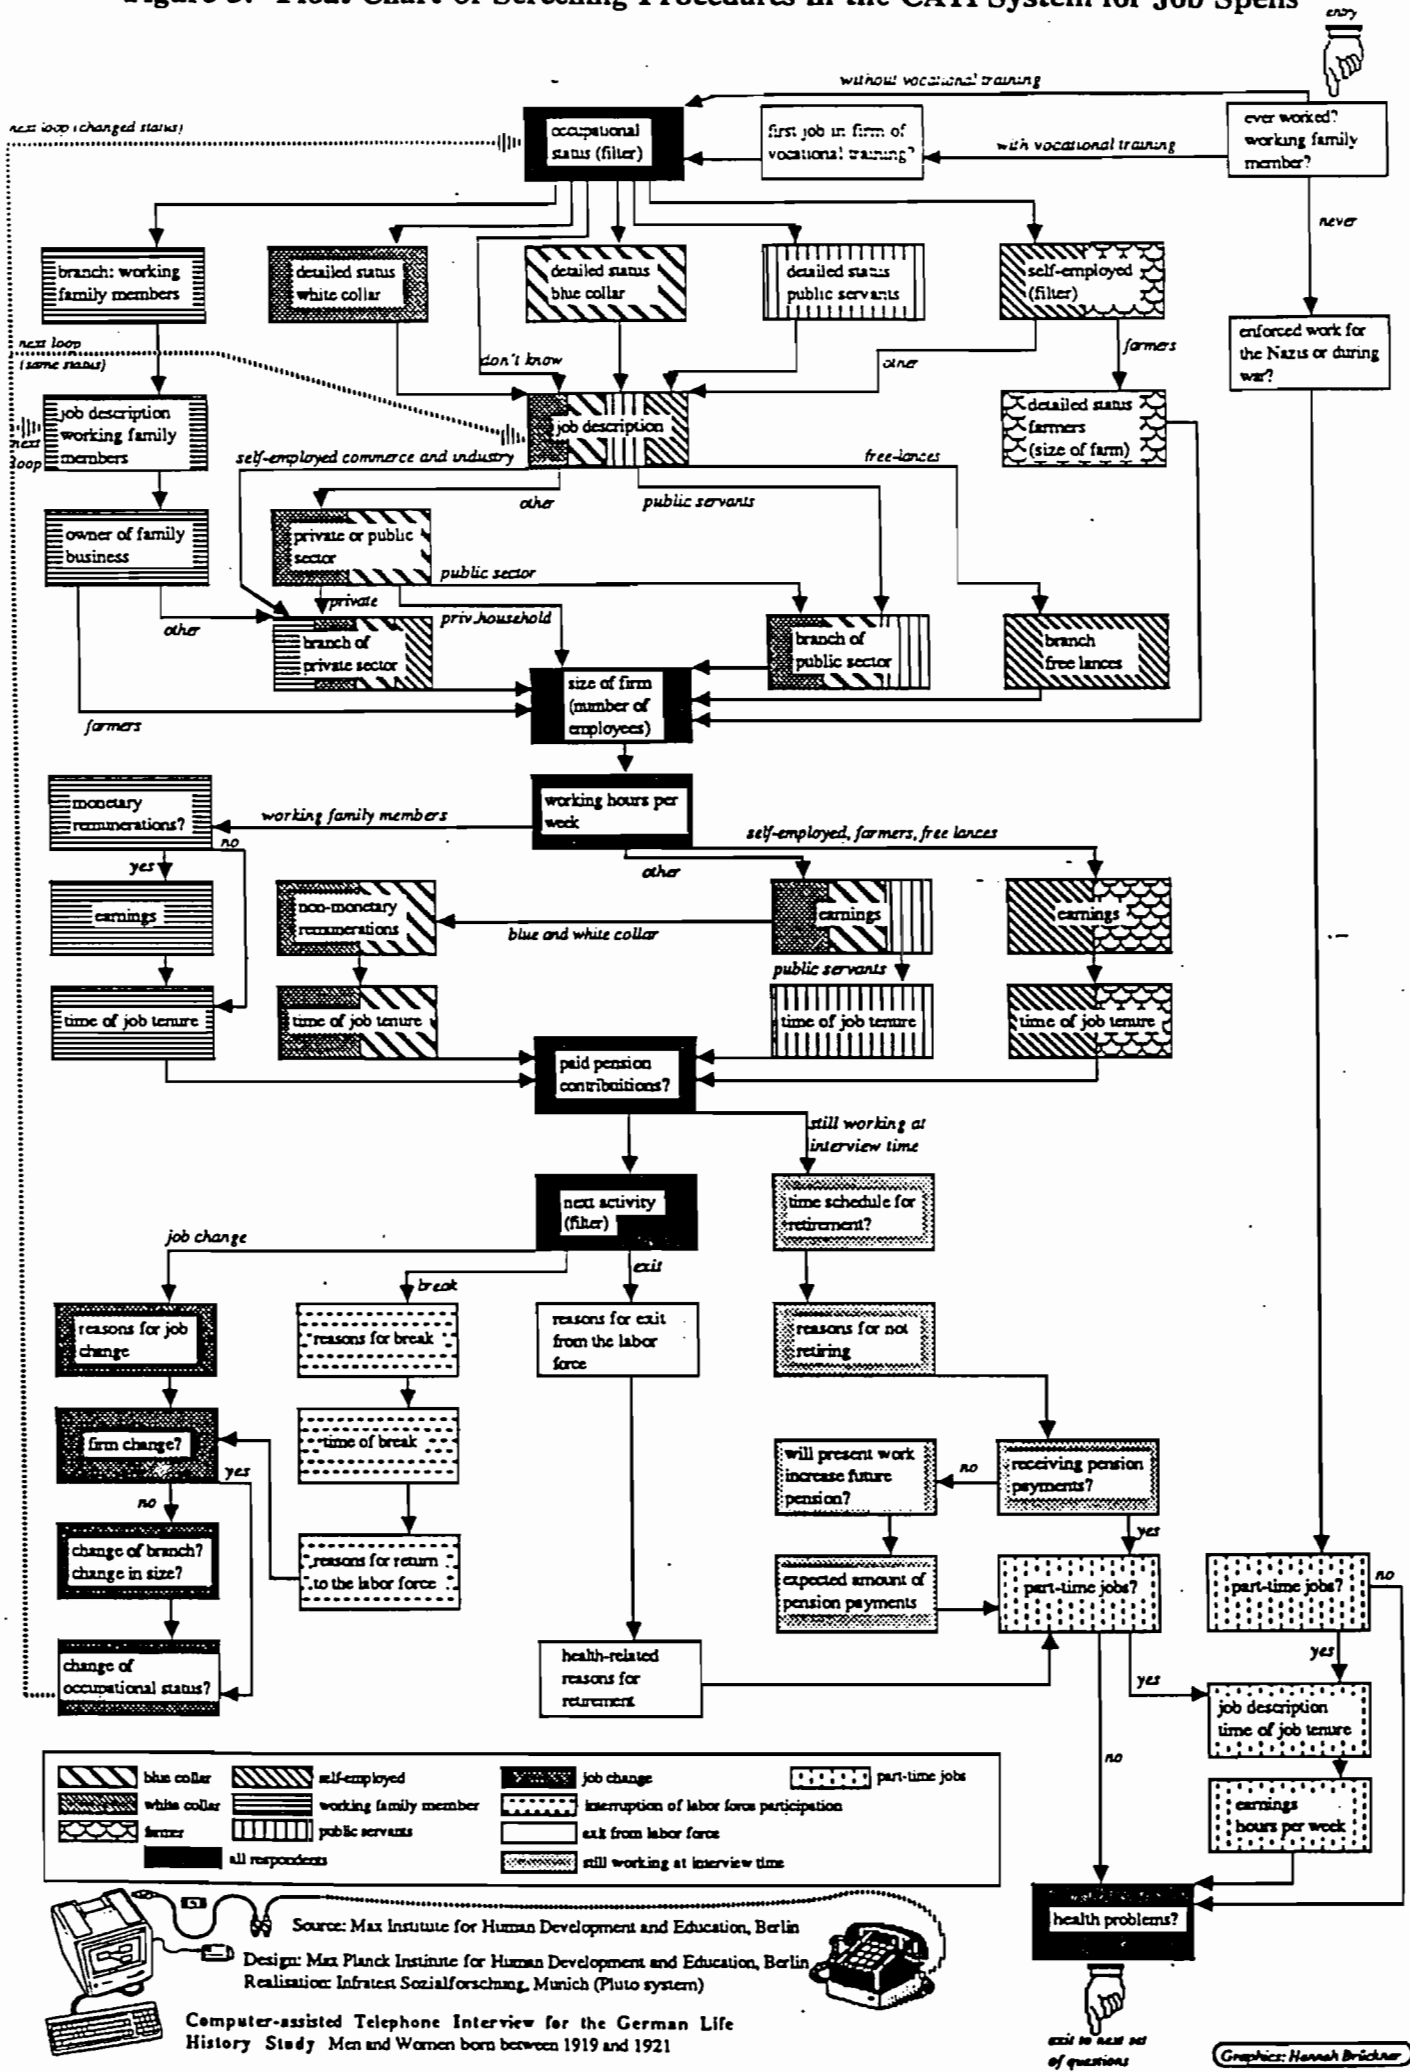 Figure 3. Float Chart of Screening Procedures in the CATI System for Job Spells
entry
without vocational training
next loop (changed status)
occupational
status (filter)
first job in firm of
vocational training?
with vocational training
ever worked?
working family
member?
never
branch: working
family members
detailed status
white collar
detailed status
blue collar
detailed status
public servants
self-employed
(filter)
enforced work for
the Nazis or during
war?
next loop
(same status)
don't know
other
farmers
job description
working family
members
next
loop
job description
detailed status
farmers
(size of farm)
self-employed commerce and industry
free-lances
other
public servants
owner of family
business
private or public
sector
public sector
private
priv.household
other
branch of
private sector
branch of
public sector
branch
free lances
size of firm
(number of
employees)
farmers
monetary
remunerations?
working family members
working hours per
week
self-employed, farmers, free lances
no
yes
other
earnings
non-monetary
remunerations
blue and white collar
earnings
earnings
public servants
time of job tenure
time of job tenure
time of job tenure
time of job tenure
paid pension
contribuitions?
still working at
interview time
next activity
(filter)
time schedule for
retirement?
job change
break
exit
reasons for job
change
reasons for break
reasons for exit
from the labor
force
reasons for not
retiring
firm change?
time of break
yes
no
will present work
increase future
pension?
no
receiving pension
payments?
yes
change of branch?
change in size?
reasons for return
to the labor force
expected amount of
pension payments
part-time jobs?
part-time jobs?
no
yes
change of
occupational status?
health-related
reasons for
retirement
yes
job description
time of job tenure
no
earnings
hours per week
blue collar
self-employed
job change
part-time jobs
white collar
working family member
interruption of labor force participation
farmer
public servants
exit from labor force
all respondents
still working at interview time
health problems?
Source: Max Institute for Human Development and Education, Berlin
Design: Max Planck Institute for Human Development and Education, Berlin
Realisation: Infratest Sozialforschung, Munich (Pluto system)
Computer-assisted Telephone Interview for the German Life
History Study Men and Women born between 1919 and 1921
exit to next set
of questions
Graphics: Hannah Brückner